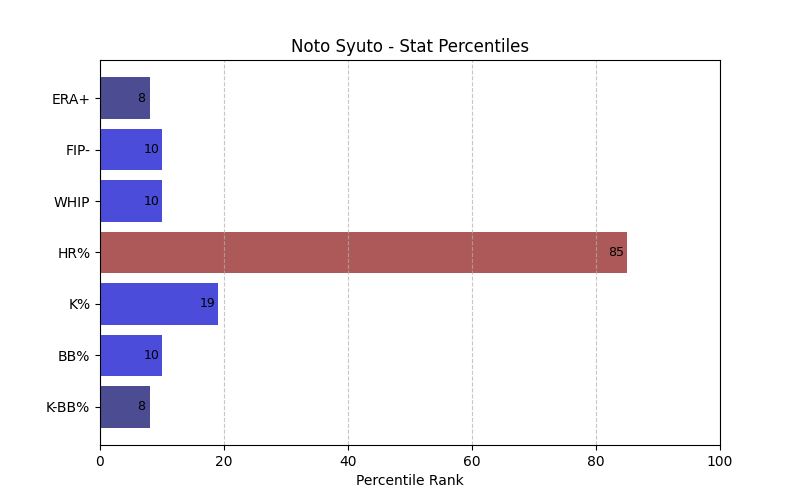 Noto Syuto - Stat Percentiles
ERA+ 8
FIP- 10
WHIP 10
HR% 85
K% 19
BB% 10
K-BB% 8
0 20 40 60 80 100
Percentile Rank